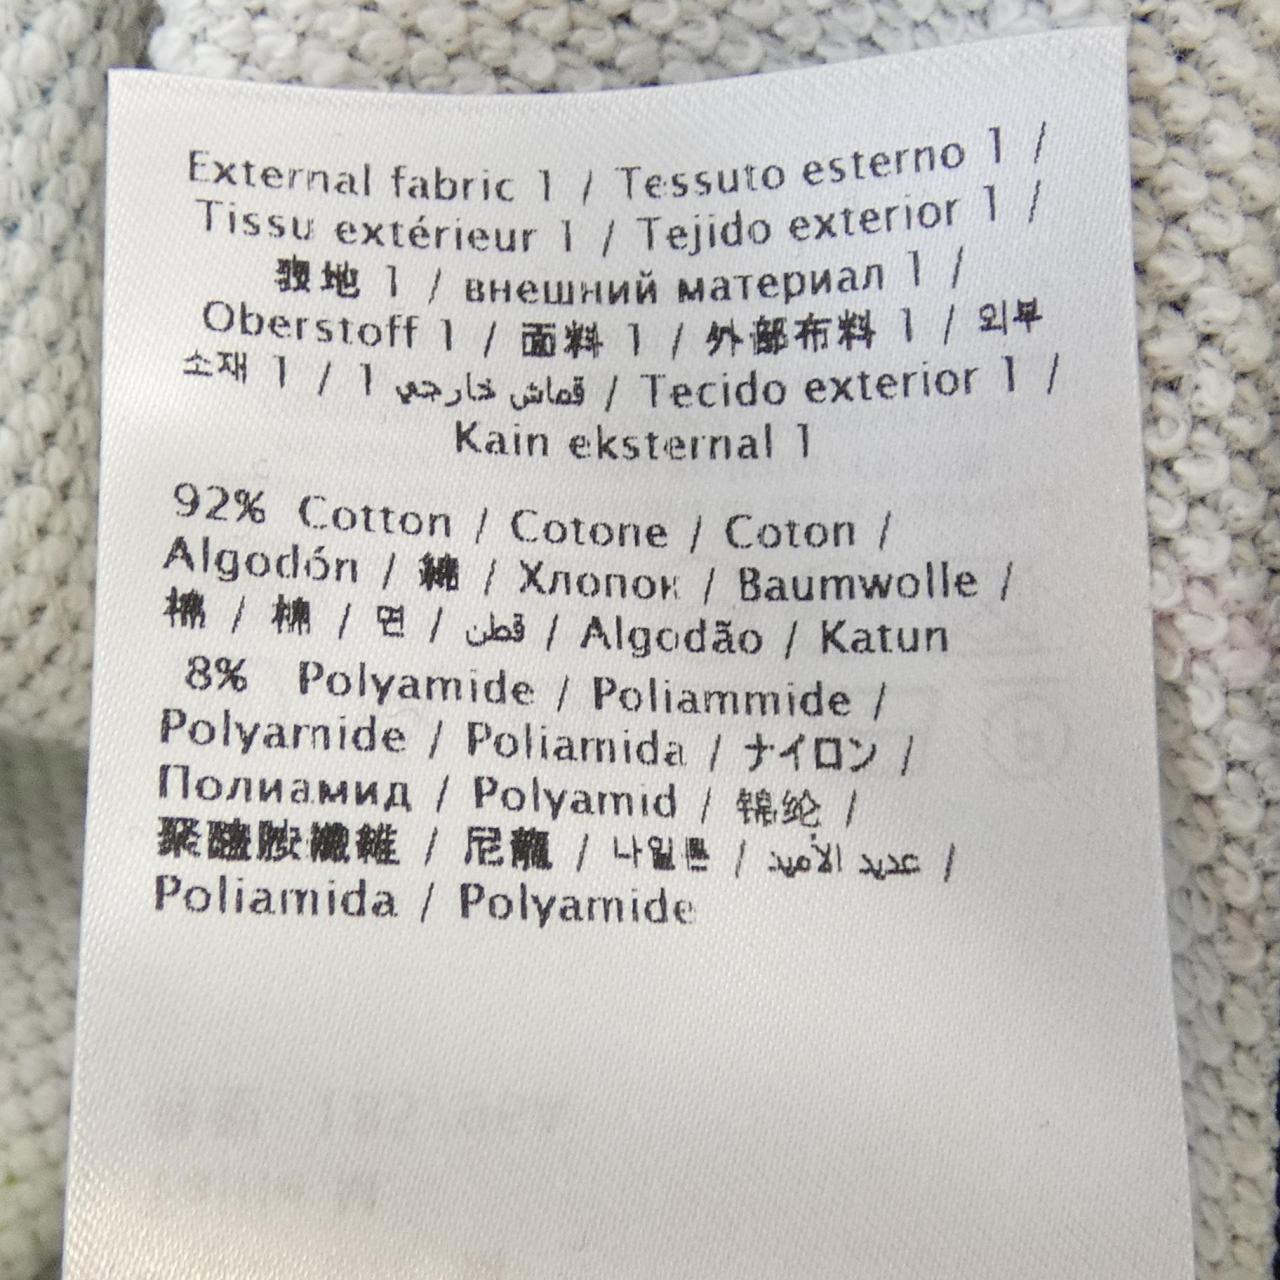 External fabric 1 / Tessuto esterno 1 /
Tissu extérieur 1 / Tejido exterior 1 /
表地 1 / внешний материал 1 /
Oberstoff 1 / 面料 1 / 外部布料 1 / 외부
소재 1 / 1 قماش خارجي / Tecido exterior 1 /
Kain eksternal 1
92% Cotton / Cotone / Coton /
Algodón / 綿 / Хлопок / Baumwolle /
棉 / 棉 / 면 / قطن / Algodão / Katun
8% Polyamide / Poliammide /
Polyamide / Poliamida / ナイロン /
Полиамид / Polyamid / 锦纶 /
聚醯胺纖維 / 尼龍 / 나일론 / عديد الأميد /
Poliamida / Polyamide